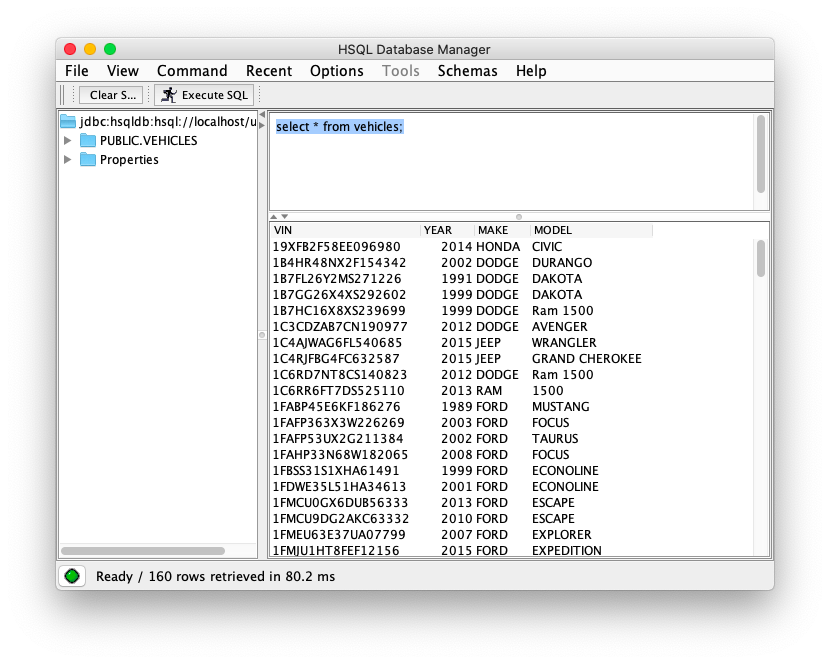 HSQL Database Manager
File View Command Recent Options Tools Schemas Help
Clear S... Execute SQL
jdbc:hsqldb:hsql://localhost/u
PUBLIC.VEHICLES
Properties
select * from vehicles;
VIN YEAR MAKE MODEL
19XFB2F58EE096980 2014 HONDA CIVIC
1B4HR48NX2F154342 2002 DODGE DURANGO
1B7FL26Y2MS271226 1991 DODGE DAKOTA
1B7GG26X4XS292602 1999 DODGE DAKOTA
1B7HC16X8XS239699 1999 DODGE Ram 1500
1C3CDZAB7CN190977 2012 DODGE AVENGER
1C4AJWAG6FL540685 2015 JEEP WRANGLER
1C4RJFBG4FC632587 2015 JEEP GRAND CHEROKEE
1C6RD7NT8CS140823 2012 DODGE Ram 1500
1C6RR6FT7DS525110 2013 RAM 1500
1FABP45E6KF186276 1989 FORD MUSTANG
1FAFP363X3W226269 2003 FORD FOCUS
1FAFP53UX2G211384 2002 FORD TAURUS
1FAHP33N68W182065 2008 FORD FOCUS
1FBSS31S1XHA61491 1999 FORD ECONOLINE
1FDWE35L51HA34613 2001 FORD ECONOLINE
1FMCU0GX6DUB56333 2013 FORD ESCAPE
1FMCU9DG2AKC63332 2010 FORD ESCAPE
1FMEU63E37UA07799 2007 FORD EXPLORER
1FMJU1HT8FEF12156 2015 FORD EXPEDITION
Ready / 160 rows retrieved in 80.2 ms